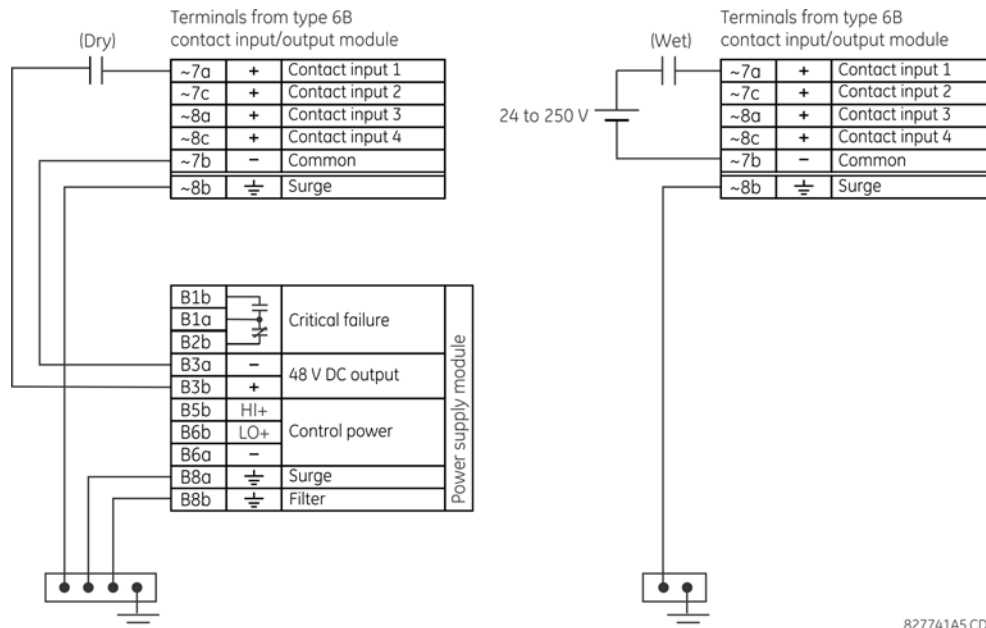 Terminals from type 6B
contact input/output module
(Dry)
~7a + Contact input 1
~7c + Contact input 2
~8a + Contact input 3
~8c + Contact input 4
~7b – Common
~8b Surge
B1b
B1a Critical failure
B2b
B3a –
48 V DC output
B3b +
B5b HI+
B6b LO+ Control power
B6a –
B8a Surge
B8b Filter
Power supply module
Terminals from type 6B
contact input/output module
(Wet)
24 to 250 V
~7a + Contact input 1
~7c + Contact input 2
~8a + Contact input 3
~8c + Contact input 4
~7b – Common
~8b Surge
827741A5.CD